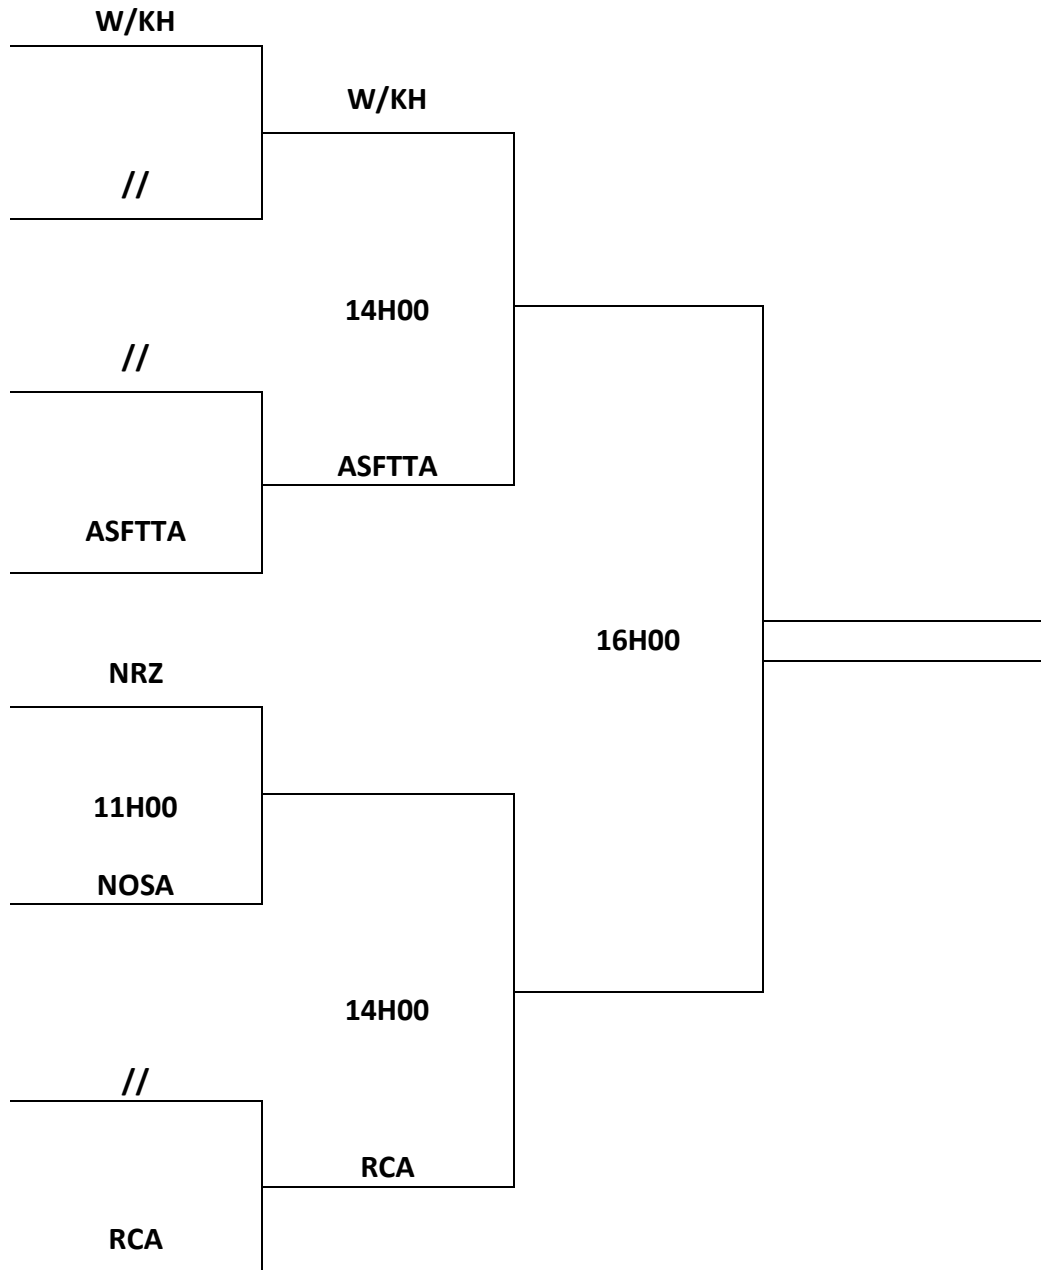 W/KH
W/KH
//
14H00
//
ASFTTA
ASFTTA
16H00
NRZ
11H00
NOSA
14H00
//
RCA
RCA